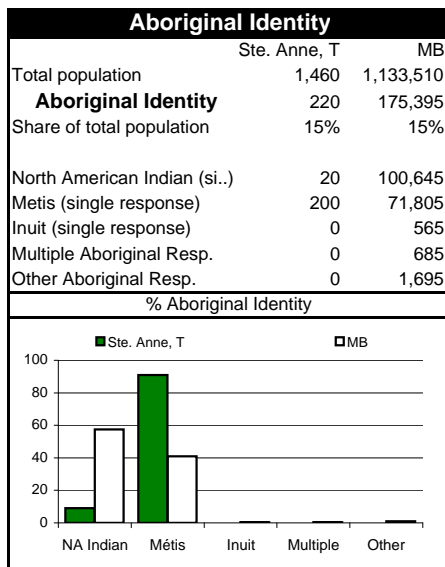 Aboriginal Identity
Ste. Anne, T MB
Total population 1,460 1,133,510
Aboriginal Identity 220 175,395
Share of total population 15% 15%
North American Indian (si..) 20 100,645
Metis (single response) 200 71,805
Inuit (single response) 0 565
Multiple Aboriginal Resp. 0 685
Other Aboriginal Resp. 0 1,695
% Aboriginal Identity
Ste. Anne, T MB
100
80
60
40
20
0
NA Indian Métis Inuit Multiple Other